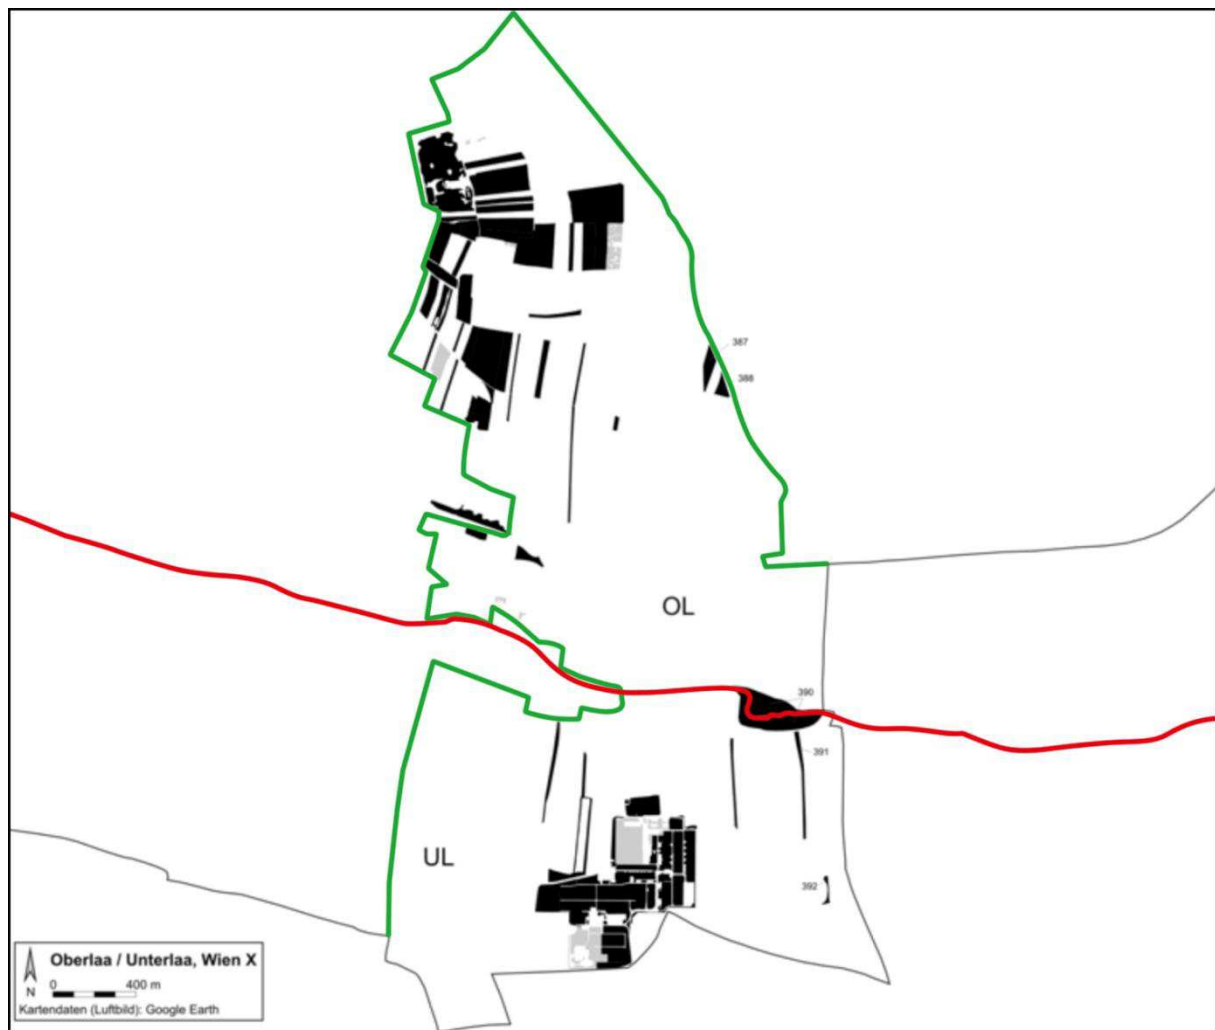 387
388
OL
390
391
UL
392
Oberlaa / Unterlaa, Wien X
N
0 400 m
Kartendaten (Luftbild): Google Earth